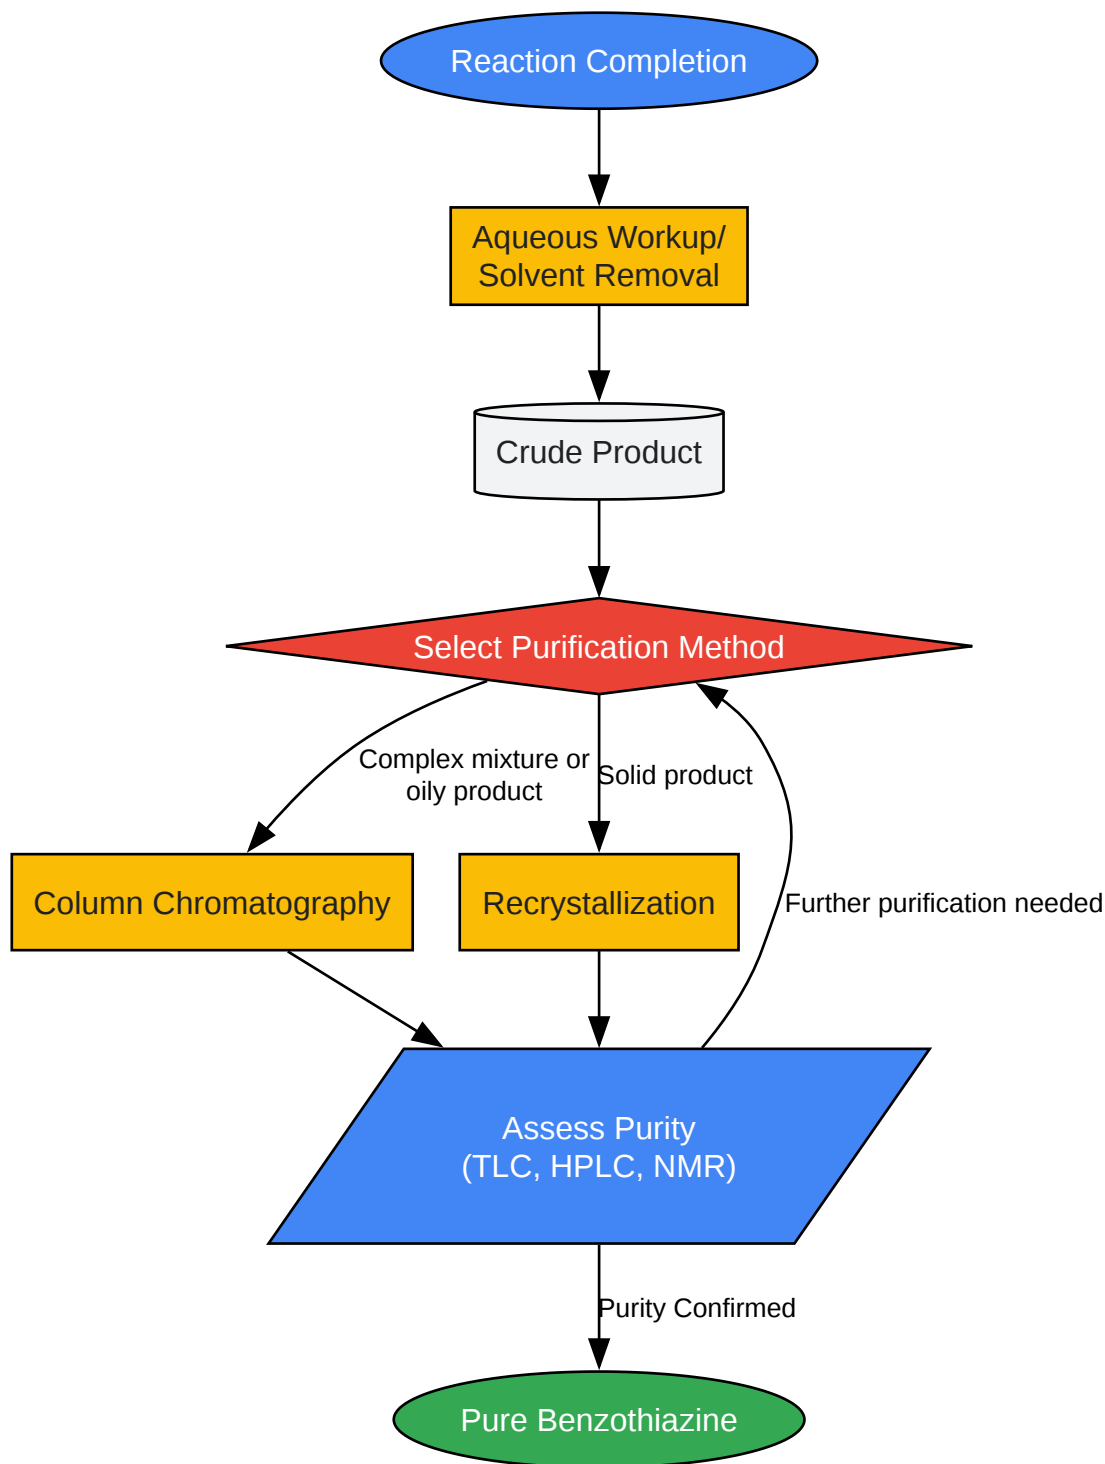 Reaction Completion
Aqueous Workup/
Solvent Removal
Crude Product
Select Purification Method
Complex mixture or
oily product
Solid product
Column Chromatography
Recrystallization
Further purification needed
Assess Purity
(TLC, HPLC, NMR)
Purity Confirmed
Pure Benzothiazine